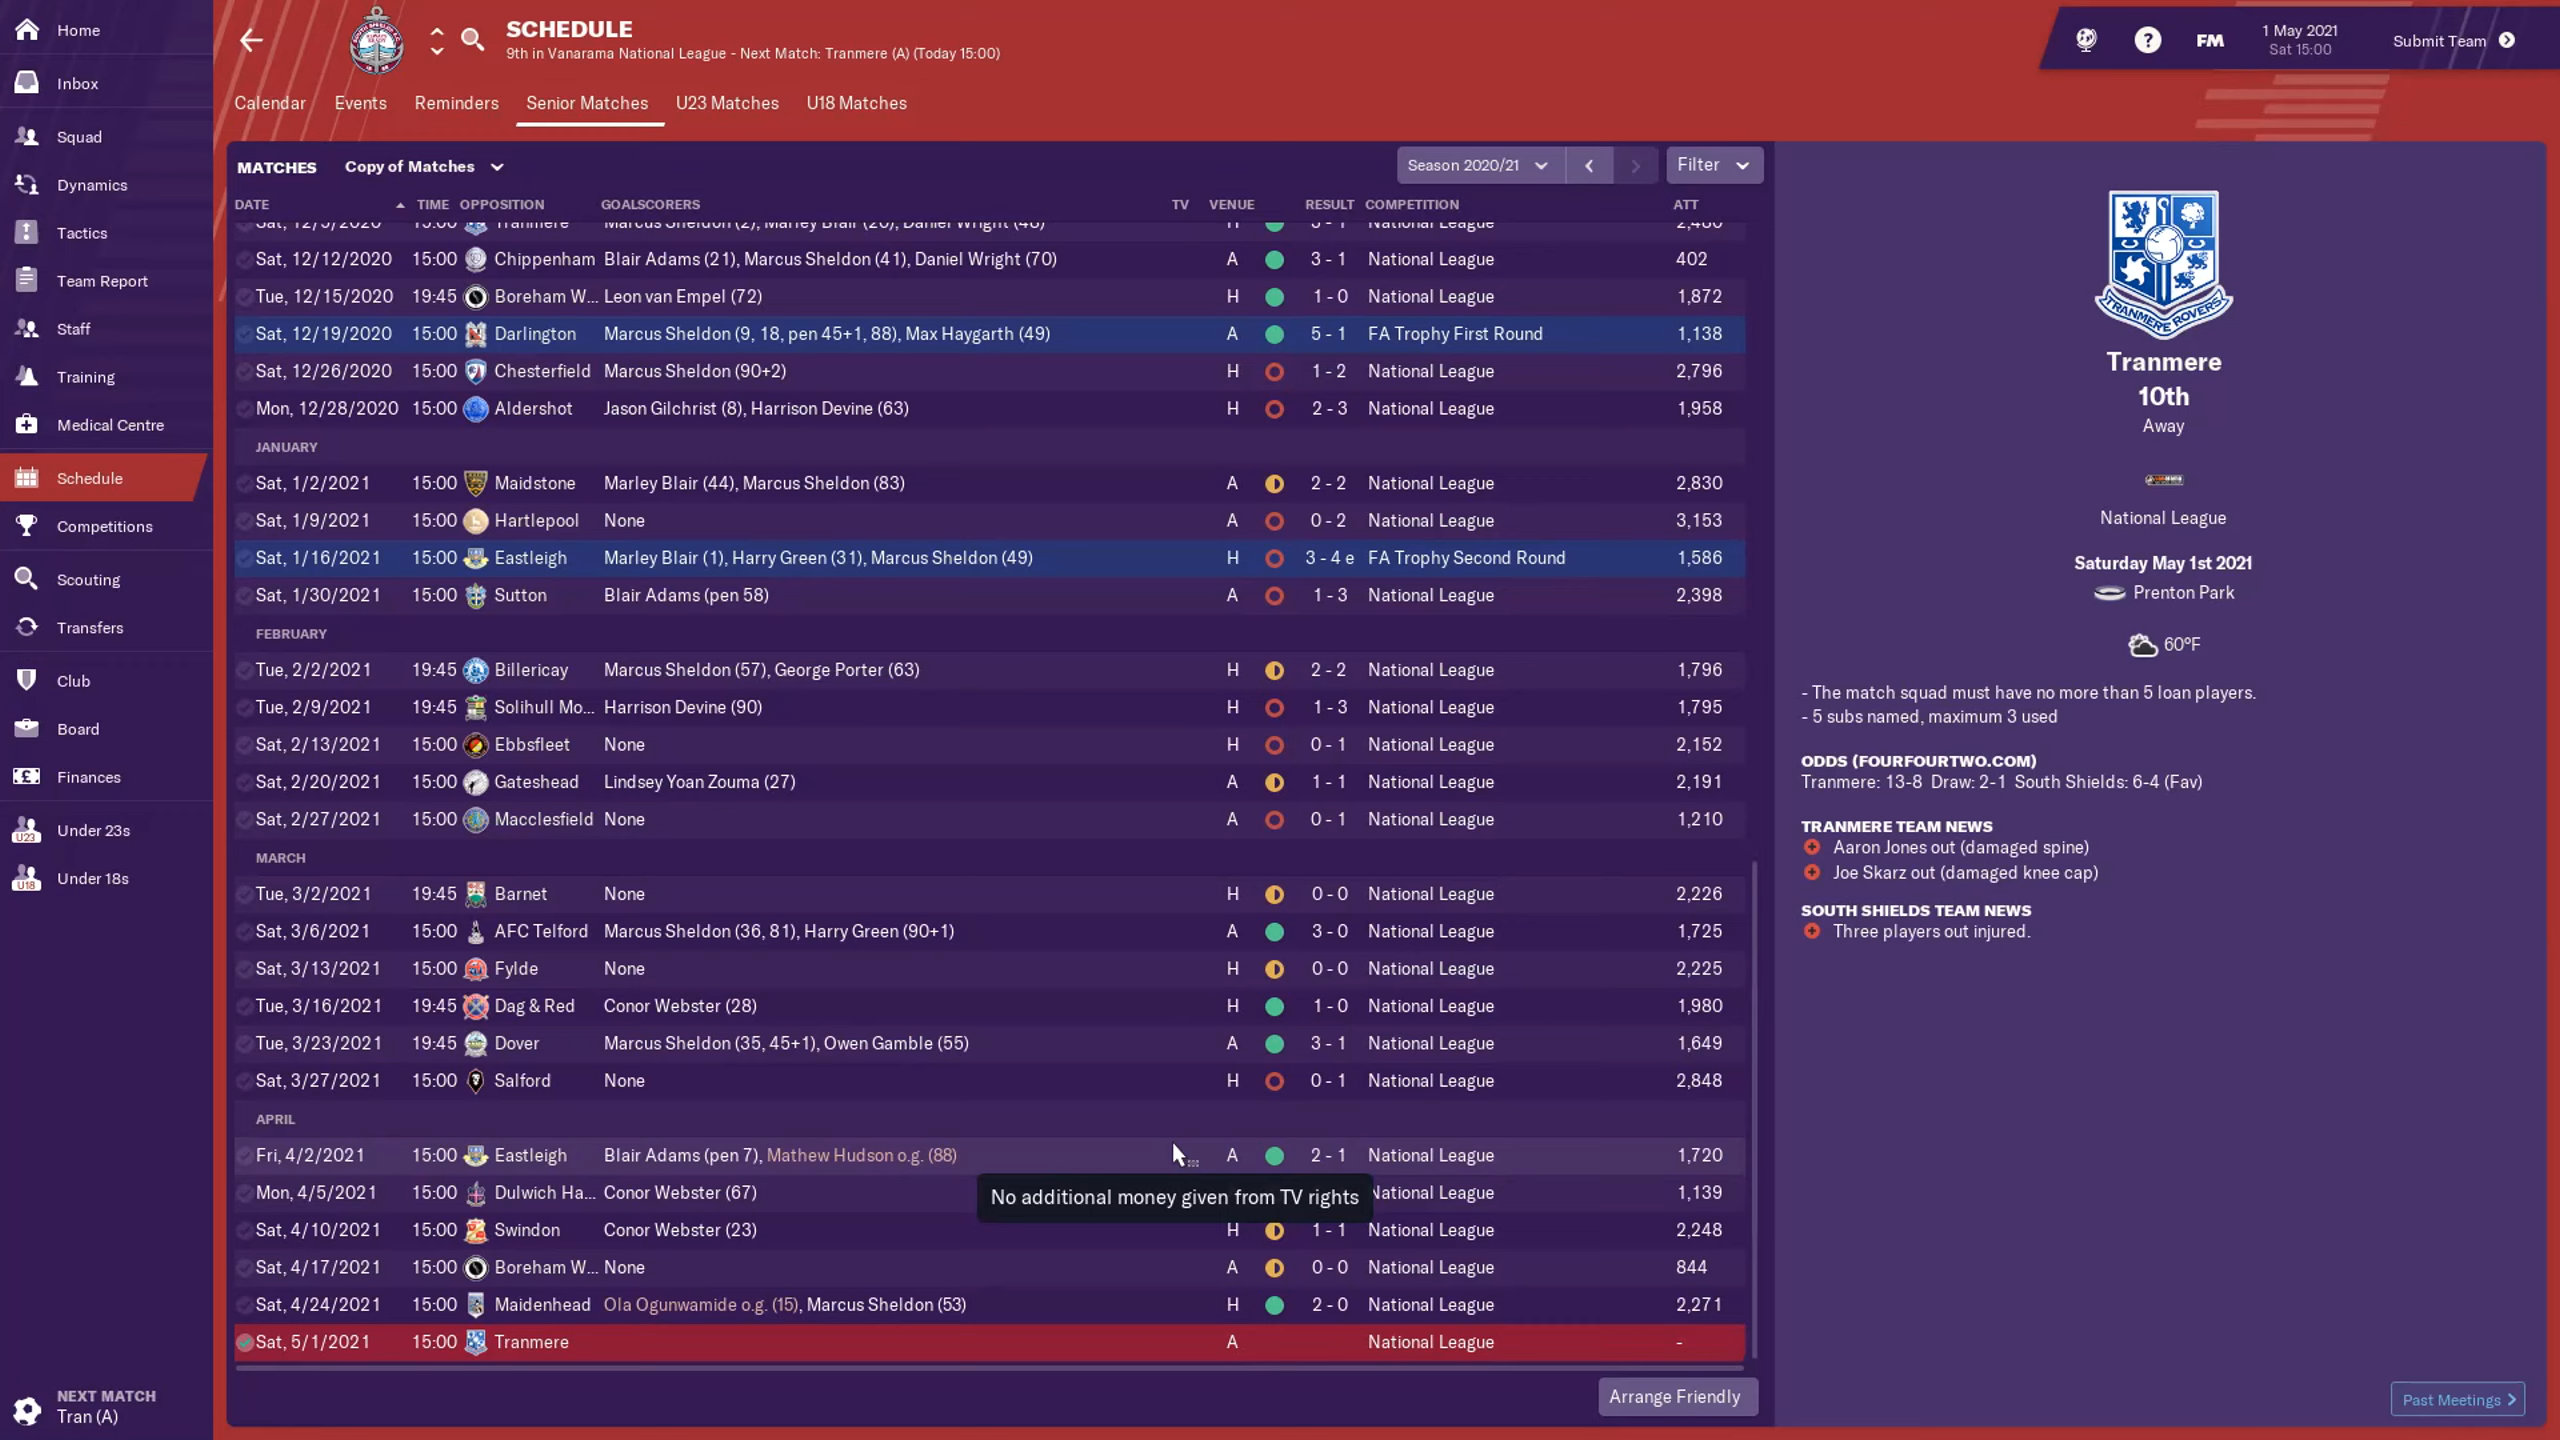 Home
Inbox
Squad
Dynamics
Tactics
Team Report
Staff
Training
Medical Centre
Schedule
Competitions
Scouting
Transfers
Club
Board
Finances
U23 Under 23s
U18 Under 18s
NEXT MATCH
Tran (A)
SCHEDULE
9th in Vanarama National League - Next Match: Tranmere (A) (Today 15:00)
? FM 1 May 2021 Submit Team
Sat 15:00
Calendar Events Reminders Senior Matches U23 Matches U18 Matches
MATCHES Copy of Matches Season 2020/21 Filter
DATE TIME OPPOSITION GOALSCORERS TV VENUE RESULT COMPETITION ATT
Sat, 12/5/2020 15:00 Tranmere Marcus Sheldon (2), Marley Blair (20), Daniel Wright (48) H 3 - 1 National League 2,480
Sat, 12/12/2020 15:00 Chippenham Blair Adams (21), Marcus Sheldon (41), Daniel Wright (70) A 3 - 1 National League 402
Tue, 12/15/2020 19:45 Boreham W... Leon van Empel (72) H 1 - 0 National League 1,872
Sat, 12/19/2020 15:00 Darlington Marcus Sheldon (9, 18, pen 45+1, 88), Max Haygarth (49) A 5 - 1 FA Trophy First Round 1,138
Sat, 12/26/2020 15:00 Chesterfield Marcus Sheldon (90+2) H 1 - 2 National League 2,796
Mon, 12/28/2020 15:00 Aldershot Jason Gilchrist (8), Harrison Devine (63) H 2 - 3 National League 1,958
JANUARY
Sat, 1/2/2021 15:00 Maidstone Marley Blair (44), Marcus Sheldon (83) A 2 - 2 National League 2,830
Sat, 1/9/2021 15:00 Hartlepool None A 0 - 2 National League 3,153
Sat, 1/16/2021 15:00 Eastleigh Marley Blair (1), Harry Green (31), Marcus Sheldon (49) H 3 - 4 e FA Trophy Second Round 1,586
Sat, 1/30/2021 15:00 Sutton Blair Adams (pen 58) A 1 - 3 National League 2,398
FEBRUARY
Tue, 2/2/2021 19:45 Billericay Marcus Sheldon (57), George Porter (63) H 2 - 2 National League 1,796
Tue, 2/9/2021 19:45 Solihull Mo... Harrison Devine (90) H 1 - 3 National League 1,795
Sat, 2/13/2021 15:00 Ebbsfleet None H 0 - 1 National League 2,152
Sat, 2/20/2021 15:00 Gateshead Lindsey Yoan Zouma (27) A 1 - 1 National League 2,191
Sat, 2/27/2021 15:00 Macclesfield None A 0 - 1 National League 1,210
MARCH
Tue, 3/2/2021 19:45 Barnet None H 0 - 0 National League 2,226
Sat, 3/6/2021 15:00 AFC Telford Marcus Sheldon (36, 81), Harry Green (90+1) A 3 - 0 National League 1,725
Sat, 3/13/2021 15:00 Fylde None H 0 - 0 National League 2,225
Tue, 3/16/2021 19:45 Dag & Red Conor Webster (28) H 1 - 0 National League 1,980
Tue, 3/23/2021 19:45 Dover Marcus Sheldon (35, 45+1), Owen Gamble (55) A 3 - 1 National League 1,649
Sat, 3/27/2021 15:00 Salford None H 0 - 1 National League 2,848
APRIL
Fri, 4/2/2021 15:00 Eastleigh Blair Adams (pen 7), Mathew Hudson o.g. (88) A 2 - 1 National League 1,720
Mon, 4/5/2021 15:00 Dulwich Ha... Conor Webster (67) National League 1,139
No additional money given from TV rights
Sat, 4/10/2021 15:00 Swindon Conor Webster (23) H 1 - 1 National League 2,248
Sat, 4/17/2021 15:00 Boreham W... None A 0 - 0 National League 844
Sat, 4/24/2021 15:00 Maidenhead Ola Ogunwamide o.g. (15), Marcus Sheldon (53) H 2 - 0 National League 2,271
Sat, 5/1/2021 15:00 Tranmere A National League -
Arrange Friendly
TRANMERE ROVERS
Tranmere
10th
Away
National League
Saturday May 1st 2021
Prenton Park
60°F
- The match squad must have no more than 5 loan players.
- 5 subs named, maximum 3 used
ODDS (FOURFOURTWO.COM)
Tranmere: 13-8 Draw: 2-1 South Shields: 6-4 (Fav)
TRANMERE TEAM NEWS
Aaron Jones out (damaged spine)
Joe Skarz out (damaged knee cap)
SOUTH SHIELDS TEAM NEWS
Three players out injured.
Past Meetings